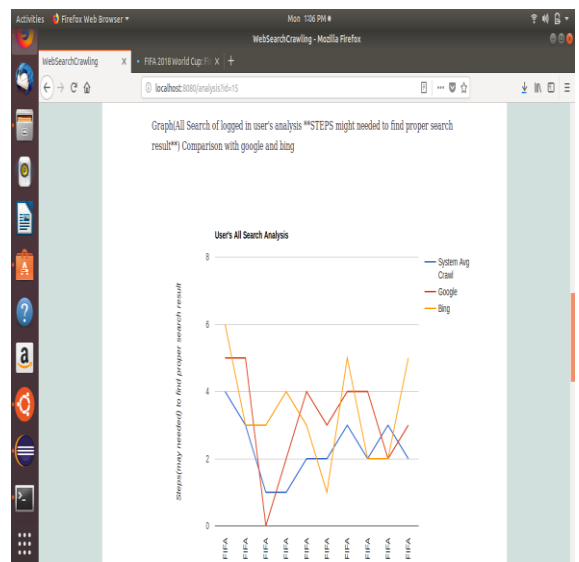 Activities Firefox Web Browser ▾ Mon 1:06 PM
WebSearchCrawling - Mozilla Firefox
WebSearchCrawling X • FIFA 2018 World Cup: Fi X +
localhost:8080/analysis?id=15
Graph(All Search of logged in user's analysis **STEPS might needed to find proper search
result**) Comparison with google and bing
User's All Search Analysis
8
6
4
2
0
Steps(may needed) to find proper search result
System Avg
Crawl
Google
Bing
FIFA
FIFA
FIFA
FIFA
FIFA
FIFA
FIFA
FIFA
FIFA
FIFA